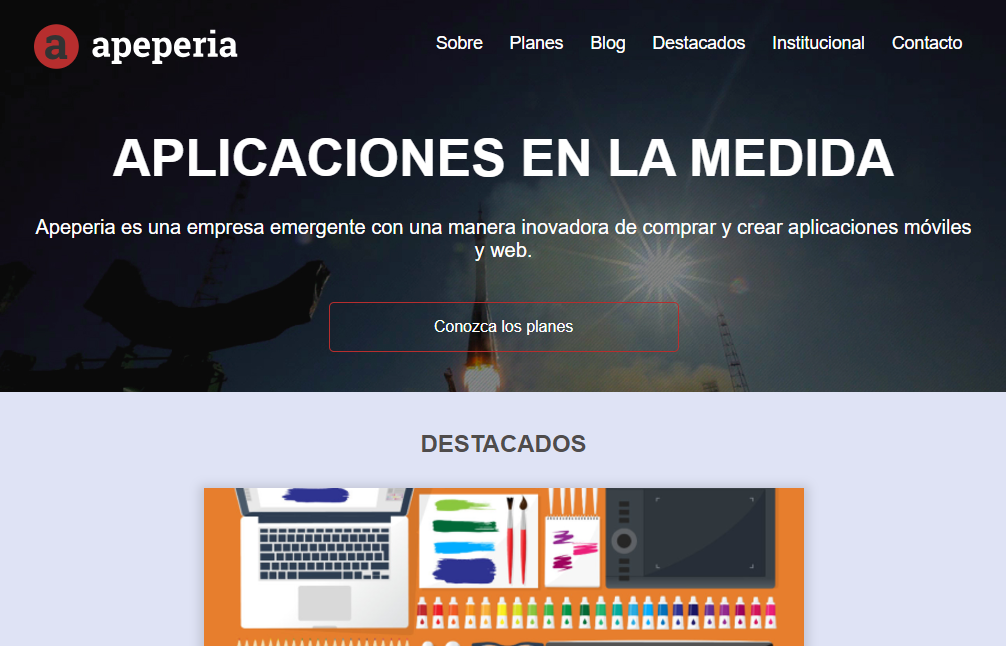 a apeperia
Sobre Planes Blog Destacados Institucional Contacto
APLICACIONES EN LA MEDIDA
Apeperia es una empresa emergente con una manera inovadora de comprar y crear aplicaciones móviles
y web.
Conozca los planes
DESTACADOS